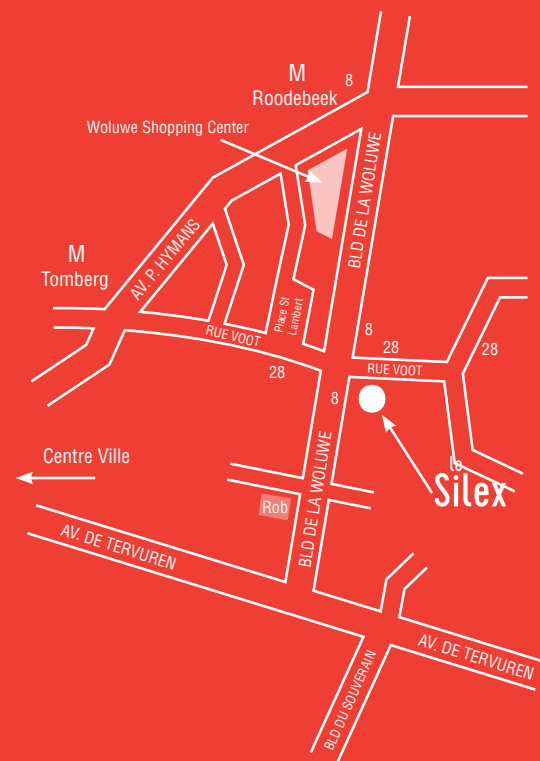 M
Roodebeek
8
Woluwe Shopping Center
BLD DE LA WOLUWE
AV. P. HYMANS
M
Tomberg
Place St
Lambert
RUE VOOT
8
28
28
RUE VOOT
28
8
Centre Ville
BLD DE LA WOLUWE
le
Silex
Rob
AV. DE TERVUREN
AV. DE TERVUREN
BLD DU SOUVERAIN